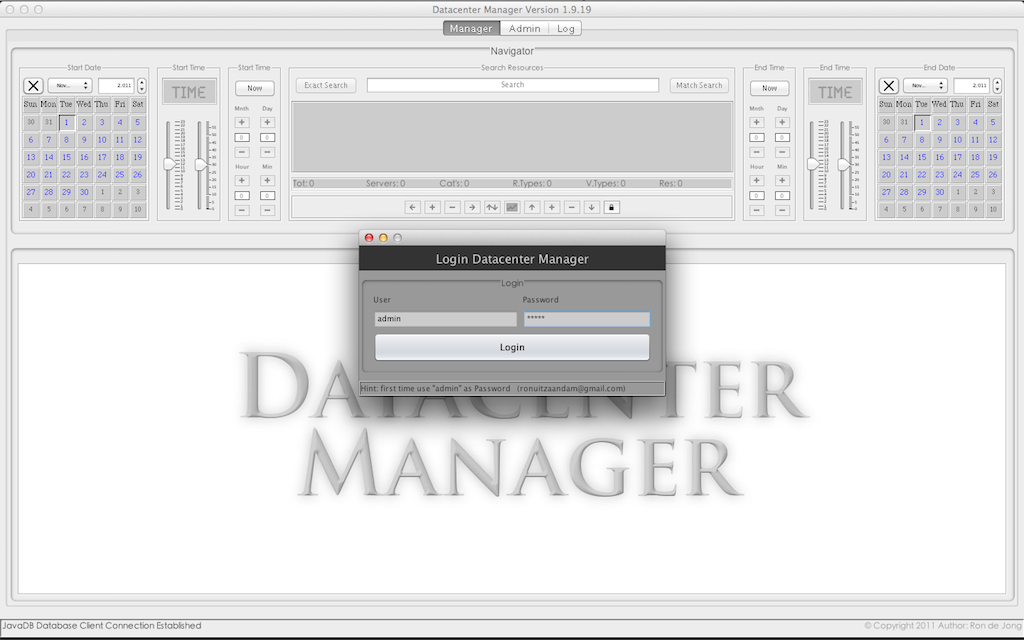 Datacenter Manager Version 1.9.19
Manager Admin Log
Navigator
Start Date Start Time Start Time Search Resources End Time End Time End Date
Nov... 2.011 TIME Now Exact Search Search Match Search Now TIME Nov... 2.011
Mnth Day Mnth Day
Sun Mon Tue Wed Thu Fri Sat Sun Mon Tue Wed Thu Fri Sat
30 31 1 2 3 4 5 30 31 1 2 3 4 5
6 7 8 9 10 11 12 0 0 0 0 6 7 8 9 10 11 12
13 14 15 16 17 18 19 13 14 15 16 17 18 19
Hour Min Hour Min
20 21 22 23 24 25 26 20 21 22 23 24 25 26
Tot: 0 Servers: 0 Cat's: 0 R.Types: 0 V.Types: 0 Res: 0
27 28 29 30 1 2 3 0 0 0 0 27 28 29 30 1 2 3
4 5 6 7 8 9 10 4 5 6 7 8 9 10
Login Datacenter Manager
Login
User Password
admin *****
Login
Hint: first time use "admin" as Password (ronuitzaandam@gmail.com)
DATACENTER
MANAGER
JavaDB Database Client Connection Established © Copyright 2011 Author: Ron de Jong